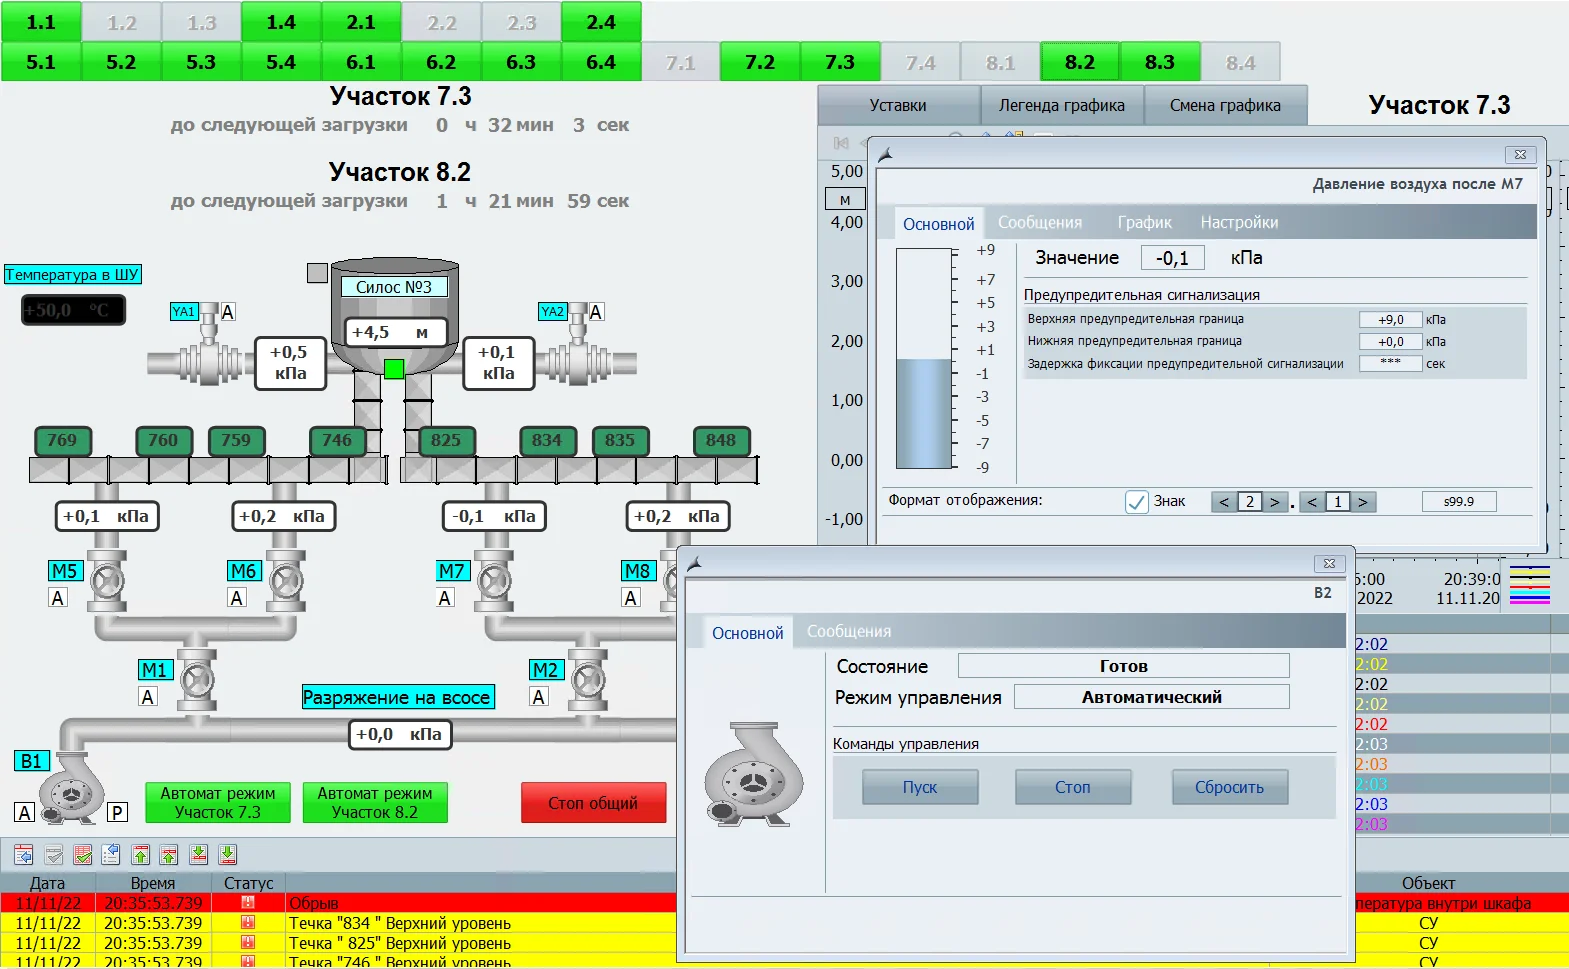 1.1 1.2 1.3 1.4 2.1 2.2 2.3 2.4
5.1 5.2 5.3 5.4 6.1 6.2 6.3 6.4 7.1 7.2 7.3 7.4 8.1 8.2 8.3 8.4
Участок 7.3
до следующей загрузки 0 ч 32 мин 3 сек
Участок 8.2
до следующей загрузки 1 ч 21 мин 59 сек
Температура в ШУ
+50,0 °C
Силос №3
+4,5 м
YA1 A
YA2 A
+0,5 кПа
+0,1 кПа
769 760 759 746 825 834 835 848
+0,1 кПа +0,2 кПа -0,1 кПа +0,2 кПа
M5 M6 M7 M8
A A A A
M1 M2
A A
Разряжение на всосе
+0,0 кПа
B1
A P
Автомат режим
Участок 7.3
Автомат режим
Участок 8.2
Стоп общий
Уставки Легенда графика Смена графика
Участок 7.3
5,00
м
4,00
3,00
2,00
1,00
0,00
-1,00
Давление воздуха после М7
Основной Сообщения График Настройки
+9
+7
+5
+3
+1
-1
-3
-5
-7
-9
Значение -0,1 кПа
Предупредительная сигнализация
Верхняя предупредительная граница +9,0 кПа
Нижняя предупредительная граница +0,0 кПа
Задержка фиксации предупредительной сигнализации *** сек
Формат отображения: Знак < 2 > . < 1 > s99.9
5:00 20:39:0
2022 11.11.20
B2
Основной Сообщения
Состояние Готов
Режим управления Автоматический
Команды управления
Пуск Стоп Сбросить
2:02
2:02
2:02
2:02
2:02
2:03
2:03
2:03
2:03
2:03
Дата Время Статус Объект
11/11/22 20:35:53.739 Обрыв пература внутри шкафа
11/11/22 20:35:53.739 Течка "834 " Верхний уровень СУ
11/11/22 20:35:53.739 Течка " 825" Верхний уровень СУ
11/11/22 20:35:53.739 Течка "746 " Верхний уровень СУ